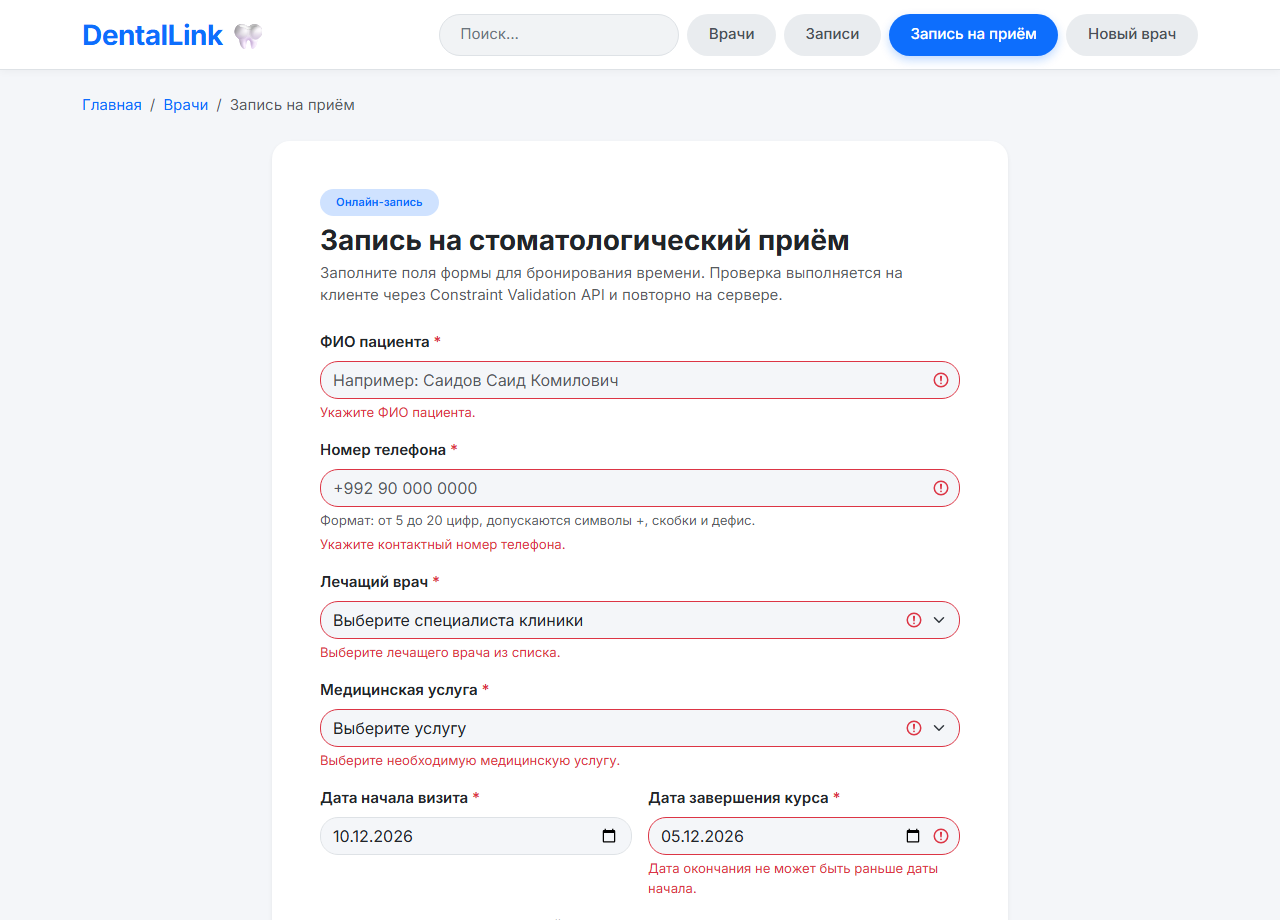 DentalLink
Поиск...
Врачи
Записи
Запись на приём
Новый врач
Главная / Врачи / Запись на приём
Онлайн-запись
Запись на стоматологический приём
Заполните поля формы для бронирования времени. Проверка выполняется на
клиенте через Constraint Validation API и повторно на сервере.
ФИО пациента *
Например: Саидов Саид Комилович
Укажите ФИО пациента.
Номер телефона *
+992 90 000 0000
Формат: от 5 до 20 цифр, допускаются символы +, скобки и дефис.
Укажите контактный номер телефона.
Лечащий врач *
Выберите специалиста клиники
Выберите лечащего врача из списка.
Медицинская услуга *
Выберите услугу
Выберите необходимую медицинскую услугу.
Дата начала визита *
Дата завершения курса *
10.12.2026
05.12.2026
Дата окончания не может быть раньше даты
начала.